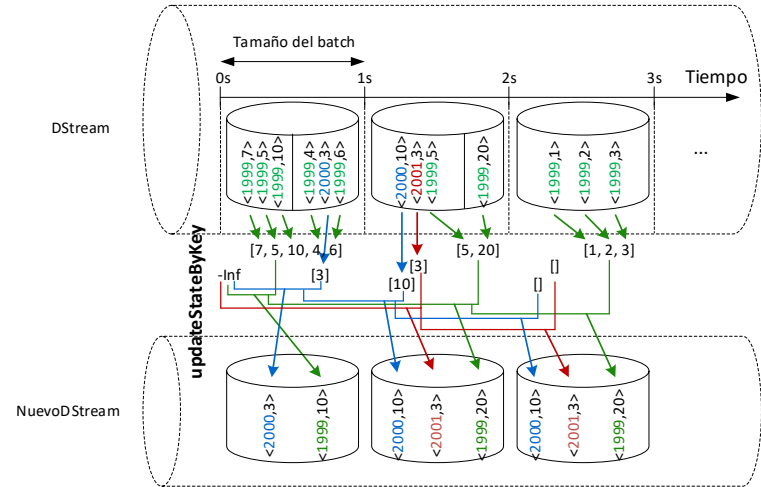 Tamaño del batch
0s
1s
2s
3s
Tiempo
DStream
<1999,7>
<1999,5>
<1999,10>
<1999,4>
<2000,3>
<1999,6>
<2000,10>
<2001,3>
<1999,5>
<1999,20>
<1999,1>
<1999,2>
<1999,3>
...
[7, 5, 10, 4, 6]
[5, 20]
[1, 2, 3]
[3]
[]
-Inf
[3]
[10]
[]
updateStateByKey
NuevoDStream
<2000,3>
<1999,10>
<2000,10>
<2001,3>
<1999,20>
<2000,10>
<2001,3>
<1999,20>